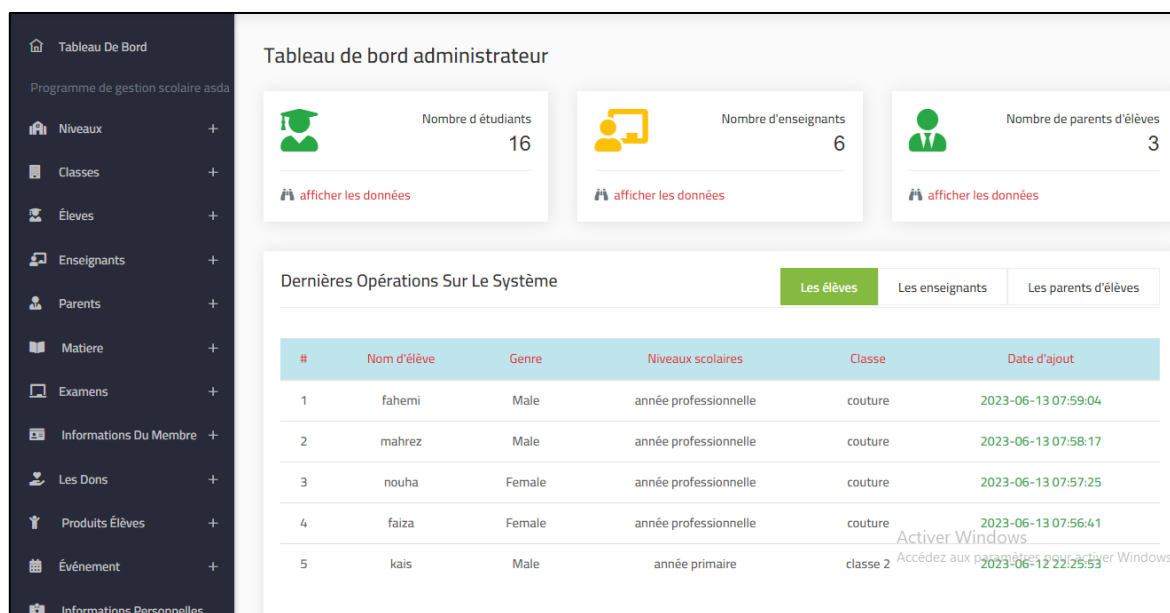 Tableau De Bord
Programme de gestion scolaire asda
Niveaux +
Classes +
Éleves +
Enseignants +
Parents +
Matiere +
Examens +
Informations Du Membre +
Les Dons +
Produits Élèves +
Événement +
Informations Personnelles
Tableau de bord administrateur
Nombre d étudiants
16
afficher les données
Nombre d'enseignants
6
afficher les données
Nombre de parents d'élèves
3
afficher les données
Dernières Opérations Sur Le Système
Les élèves Les enseignants Les parents d'élèves
# Nom d'élève Genre Niveaux scolaires Classe Date d'ajout
1 fahemi Male année professionnelle couture 2023-06-13 07:59:04
2 mahrez Male année professionnelle couture 2023-06-13 07:58:17
3 nouha Female année professionnelle couture 2023-06-13 07:57:25
4 faiza Female année professionnelle couture 2023-06-13 07:56:41
5 kais Male année primaire classe 2 2023-06-12 22:25:53
Activer Windows
Accédez aux paramètres pour activer Windows